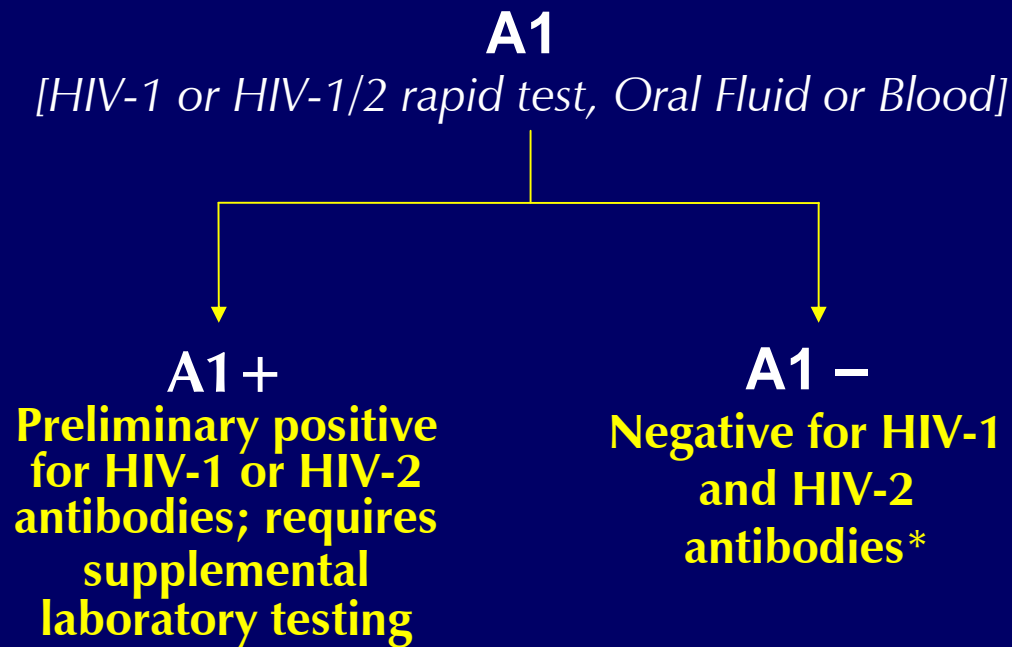 A1
[HIV-1 or HIV-1/2 rapid test, Oral Fluid or Blood]
A1+
Preliminary positive
for HIV-1 or HIV-2
antibodies; requires
supplemental
laboratory testing
A1 –
Negative for HIV-1
and HIV-2
antibodies*